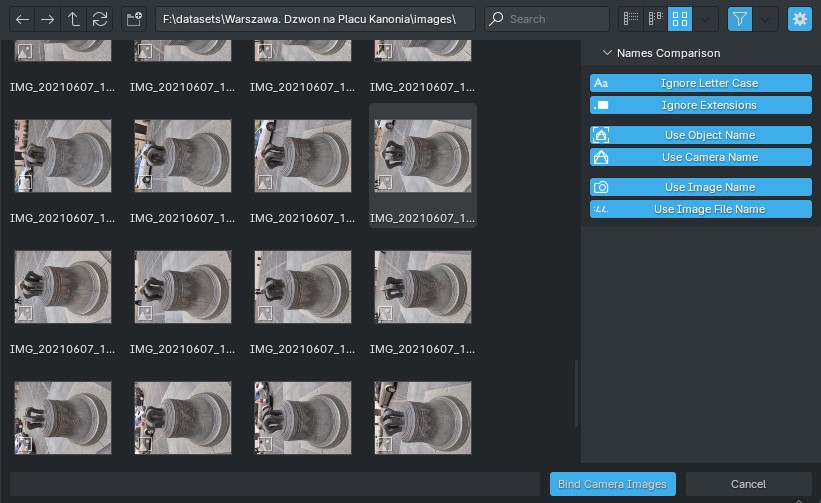 F:\datasets\Warszawa. Dzwon na Placu Kanonia\images\
Search
Names Comparison
IMG_20210607_1... IMG_20210607_1... IMG_20210607_1... IMG_20210607_1...
Aa Ignore Letter Case
Ignore Extensions
Use Object Name
Use Camera Name
Use Image Name
Use Image File Name
IMG_20210607_1... IMG_20210607_1... IMG_20210607_1... IMG_20210607_1...
IMG_20210607_1... IMG_20210607_1... IMG_20210607_1... IMG_20210607_1...
Bind Camera Images
Cancel